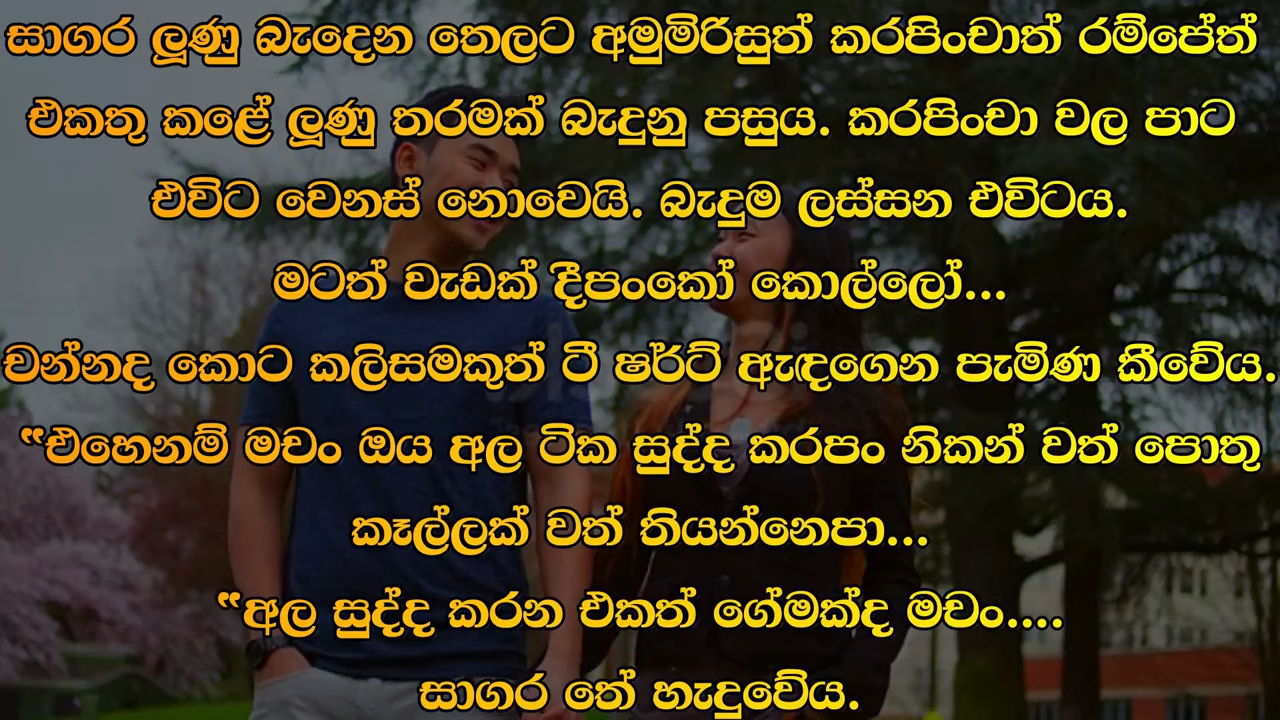 සාගර ලූණු බැදෙන තෙලට අමුමිරිසුත් කරපිංචාත් රම්පේත්
එකතු කළේ ලූණු තරමක් බැදුනු පසුය. කරපිංචා වල පාට
එවිට වෙනස් නොවෙයි. බැදුම ලස්සන එවිටය.
මටත් වැඩක් දීපංකෝ කොල්ලෝ...
චන්නද කොට කලිසමකුත් ටී ෂර්ට් ඇඳගෙන පැමිණ කීවේය.
“එහෙනම් මචං ඔය අල ටික සුද්ද කරපං නිකන් වත් පොතු
කෑල්ලක් වත් තියන්නෙපා...
“අල සුද්ද කරන එකත් ගේමක්ද මචං....
සාගර තේ හැදුවේය.